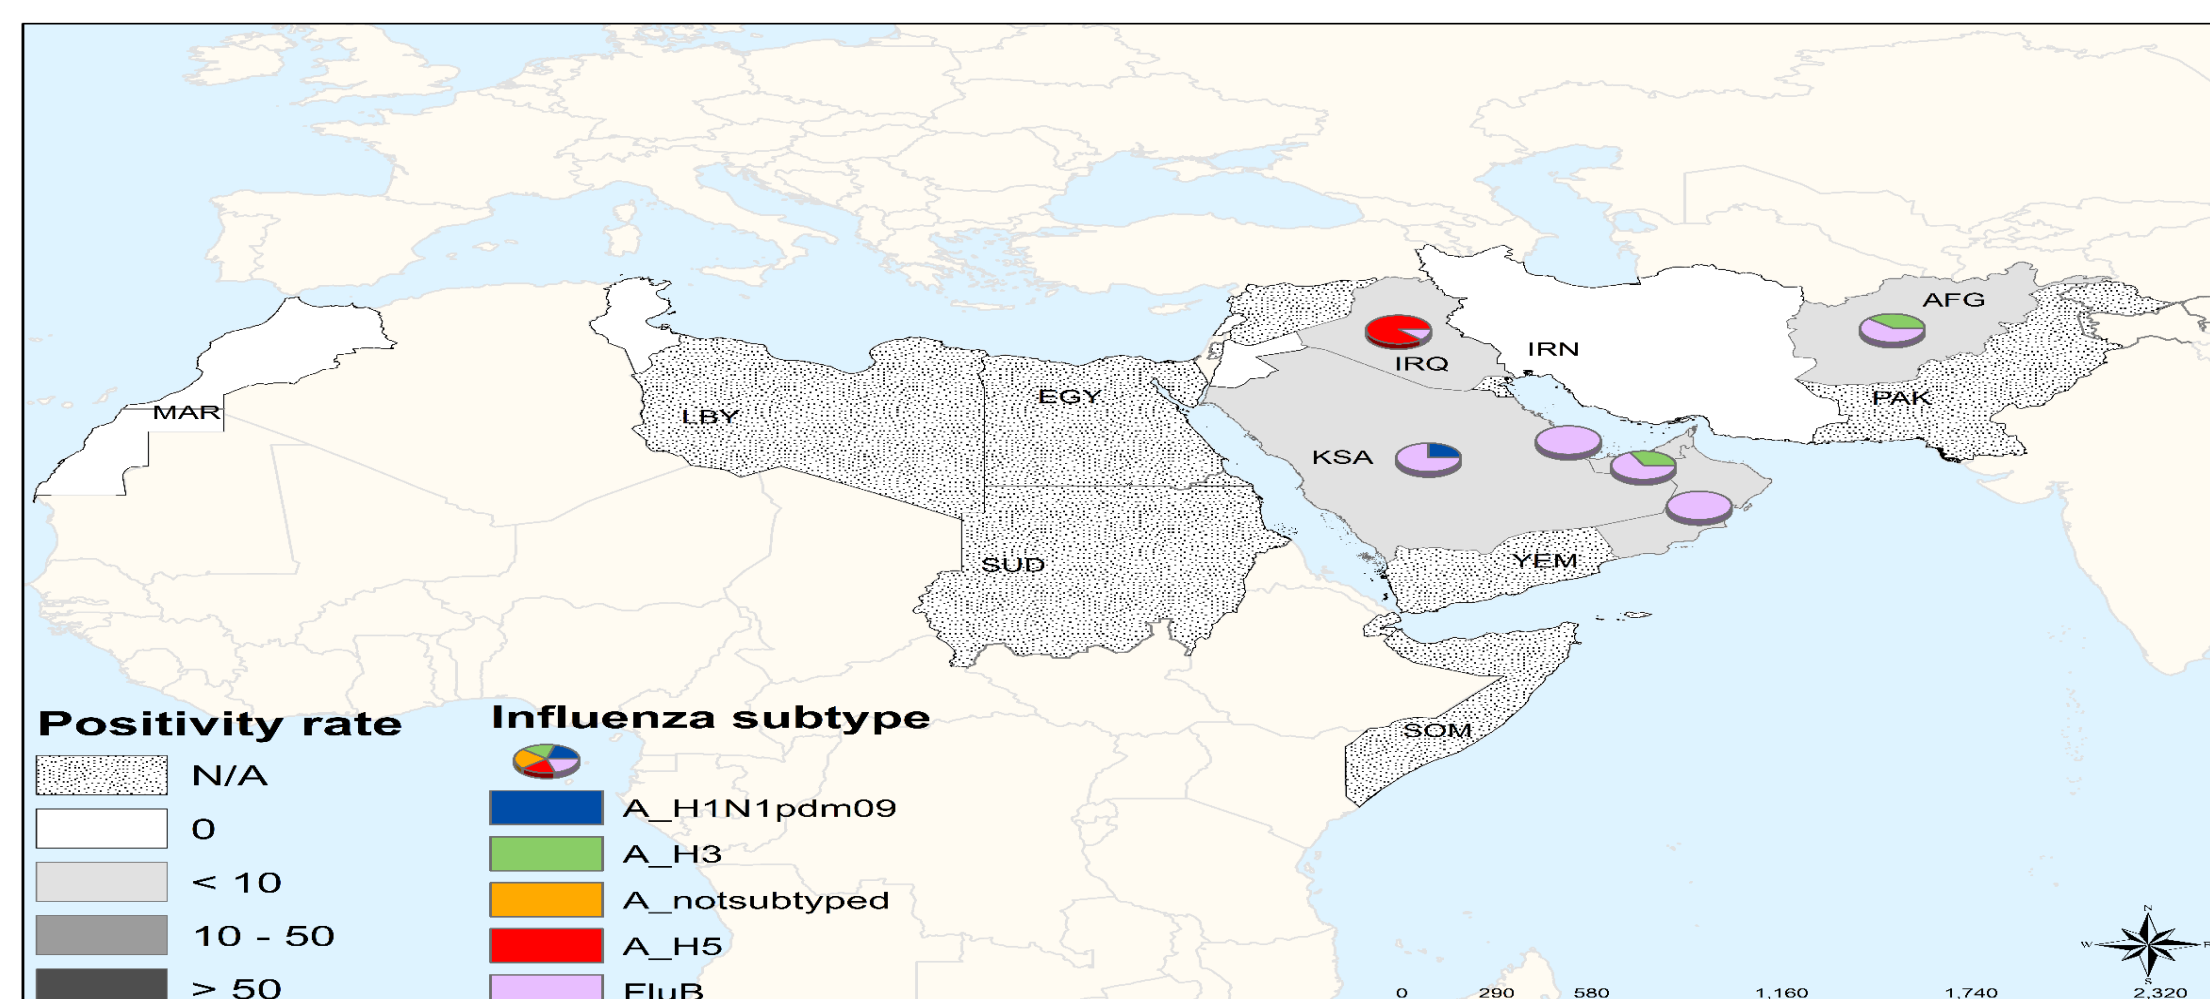 AFG
IRN
IRQ
PAK
EGY
MAR
LBY
KSA
YEM
SUD
SOM
Positivity rate
N/A
0
< 10
10 - 50
> 50
Influenza subtype
A_H1N1pdm09
A_H3
A_notsubtyped
A_H5
FluB
N
W
E
S
0 290 580 1,160 1,740 2,320